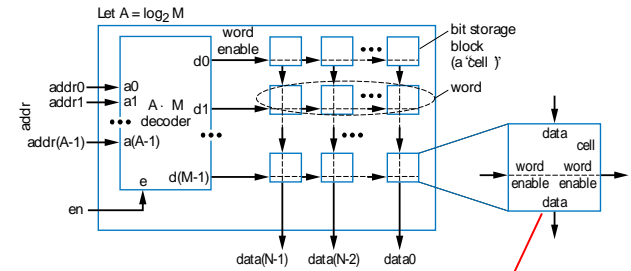 Let A = log2 M
word
enable
bit storage
block
(a ‘cell’)’
word
d0
addr0
addr1
addr
addr(A-1)
a0
a1
a(A-1)
A· M
decoder
d1
d(M-1)
e
en
data(N-1)
data(N-2)
data0
data
cell
word
enable
word
enable
data